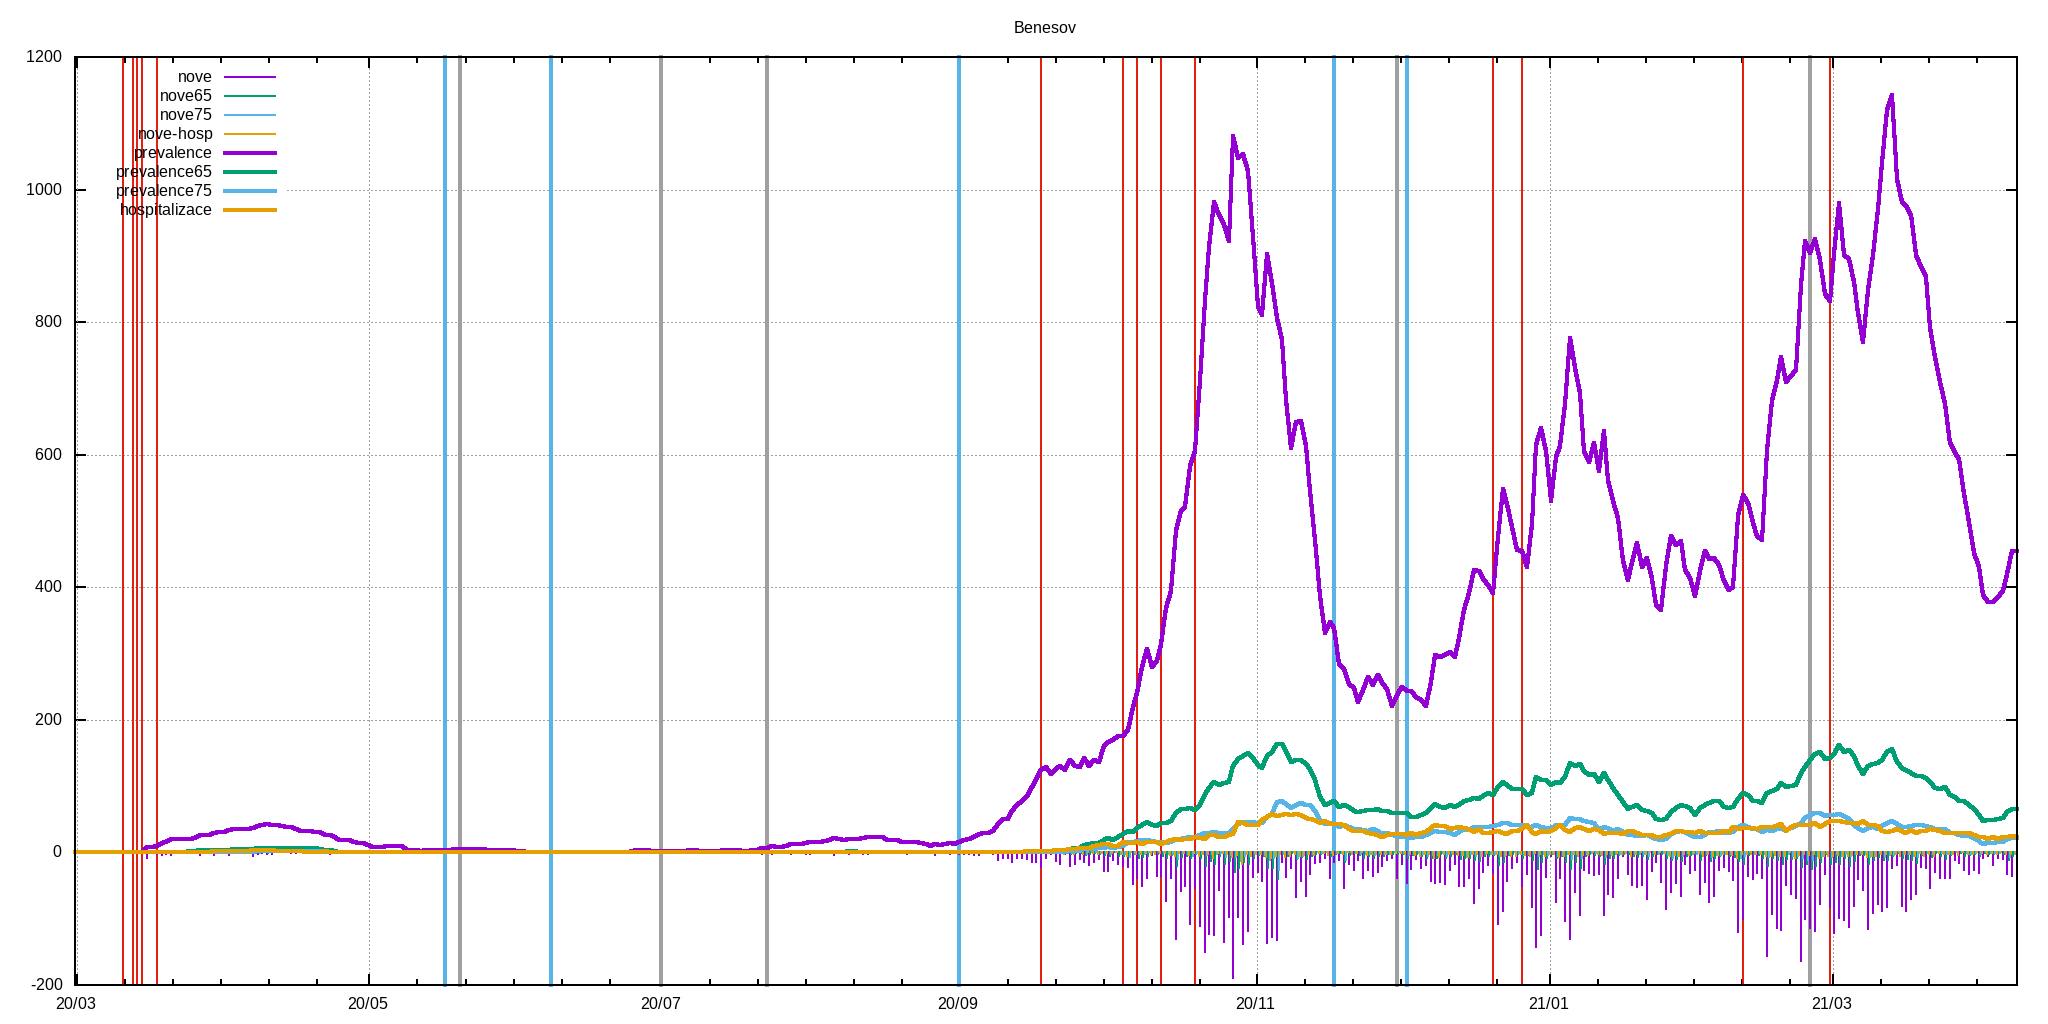 Benesov
1200
1000
800
600
400
200
0
-200
nove
nove65
nove75
nove-hosp
prevalence
prevalence65
prevalence75
hospitalizace
20/03 20/05 20/07 20/09 20/11 21/01 21/03